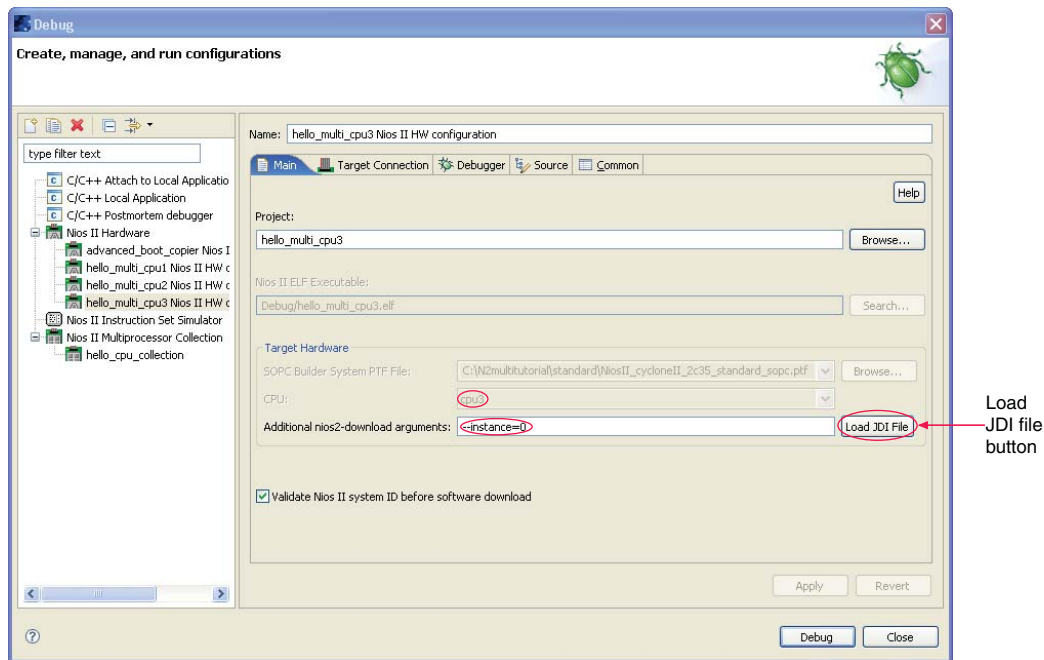 Debug
Create, manage, and run configurations
type filter text
C/C++ Attach to Local Applicatio
C/C++ Local Application
C/C++ Postmortem debugger
Nios II Hardware
advanced_boot_copier Nios I
hello_multi_cpu1 Nios II HW c
hello_multi_cpu2 Nios II HW c
hello_multi_cpu3 Nios II HW c
Nios II Instruction Set Simulator
Nios II Multiprocessor Collection
hello_cpu_collection
Name: hello_multi_cpu3 Nios II HW configuration
Main Target Connection Debugger Source Common
Help
Project:
hello_multi_cpu3 Browse...
Nios II ELF Executable:
Debug/hello_multi_cpu3.elf Search...
Target Hardware
SOPC Builder System PTF File: C:\N2multitutorial\standard\NiosII_cycloneII_2c35_standard_sopc.ptf Browse...
CPU: cpu3
Additional nios2-download arguments: --instance=0 Load JDI File
Validate Nios II system ID before software download
Apply Revert
Debug Close
Load
JDI file
button